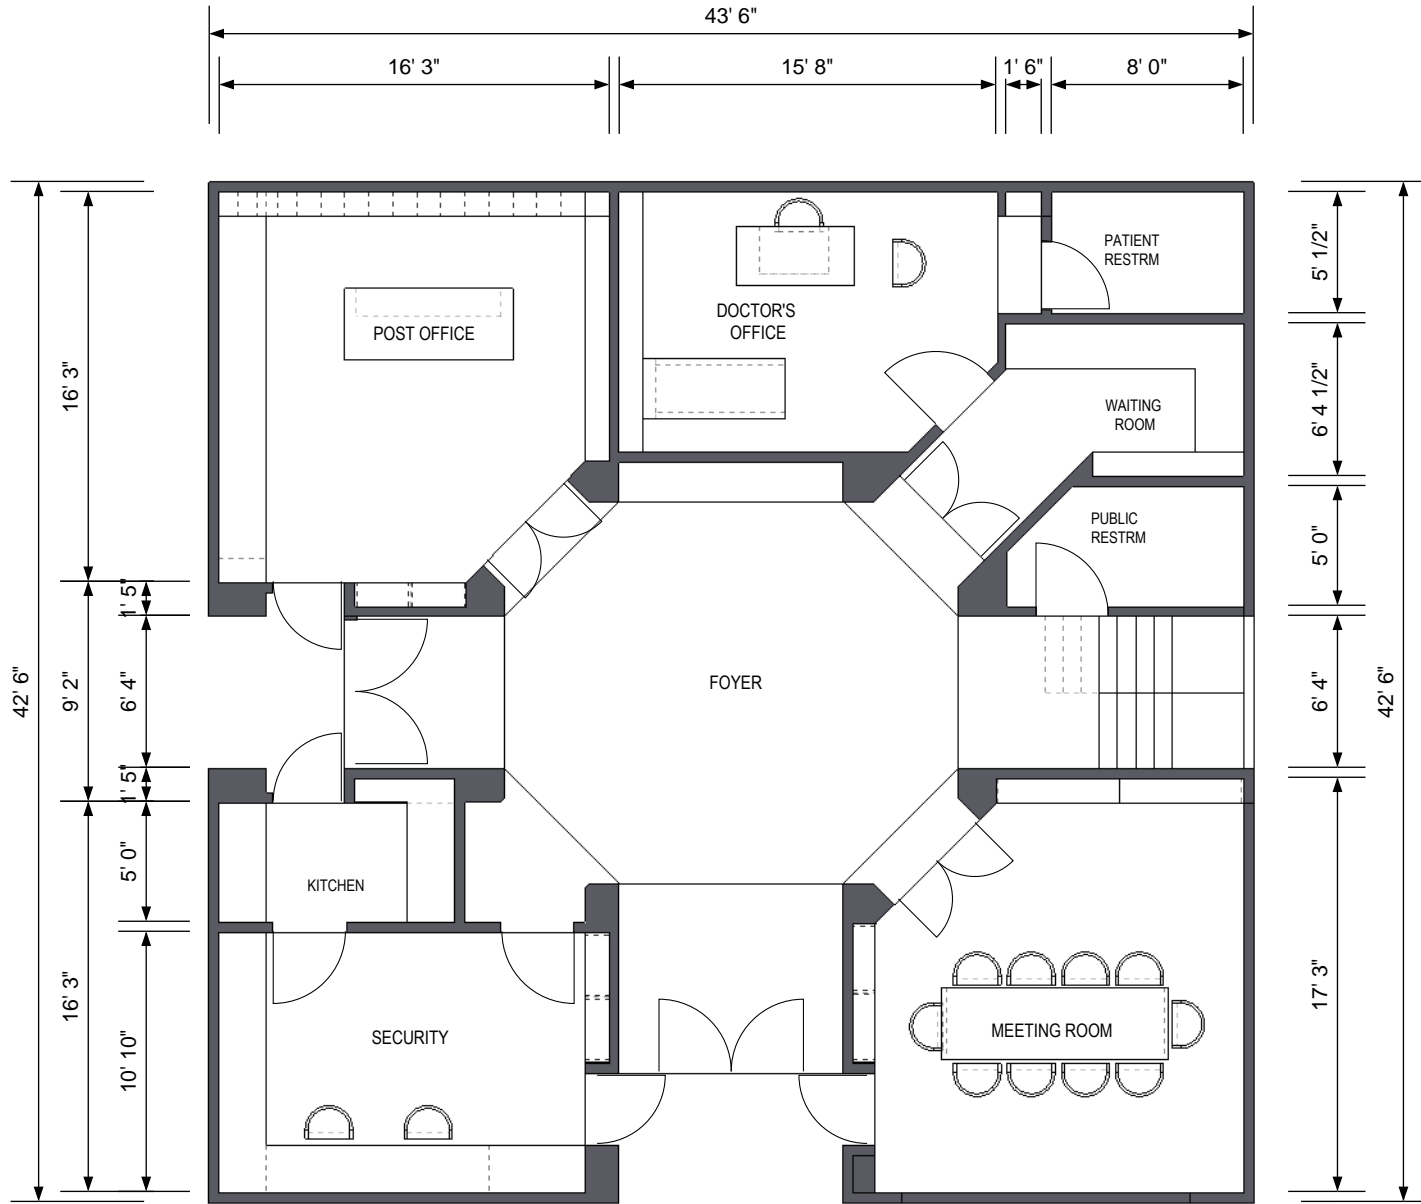 43' 6"
16' 3"
15' 8"
1' 6"
8' 0"
42' 6"
16' 3"
1' 5"
9' 2"
6' 4"
1' 5"
16' 3"
5' 0"
10' 10"
POST OFFICE
DOCTOR'S
OFFICE
PATIENT
RESTRM
WAITING
ROOM
PUBLIC
RESTRM
FOYER
KITCHEN
SECURITY
MEETING ROOM
5' 1/2"
6' 4 1/2"
5' 0"
6' 4"
17' 3"
42' 6"